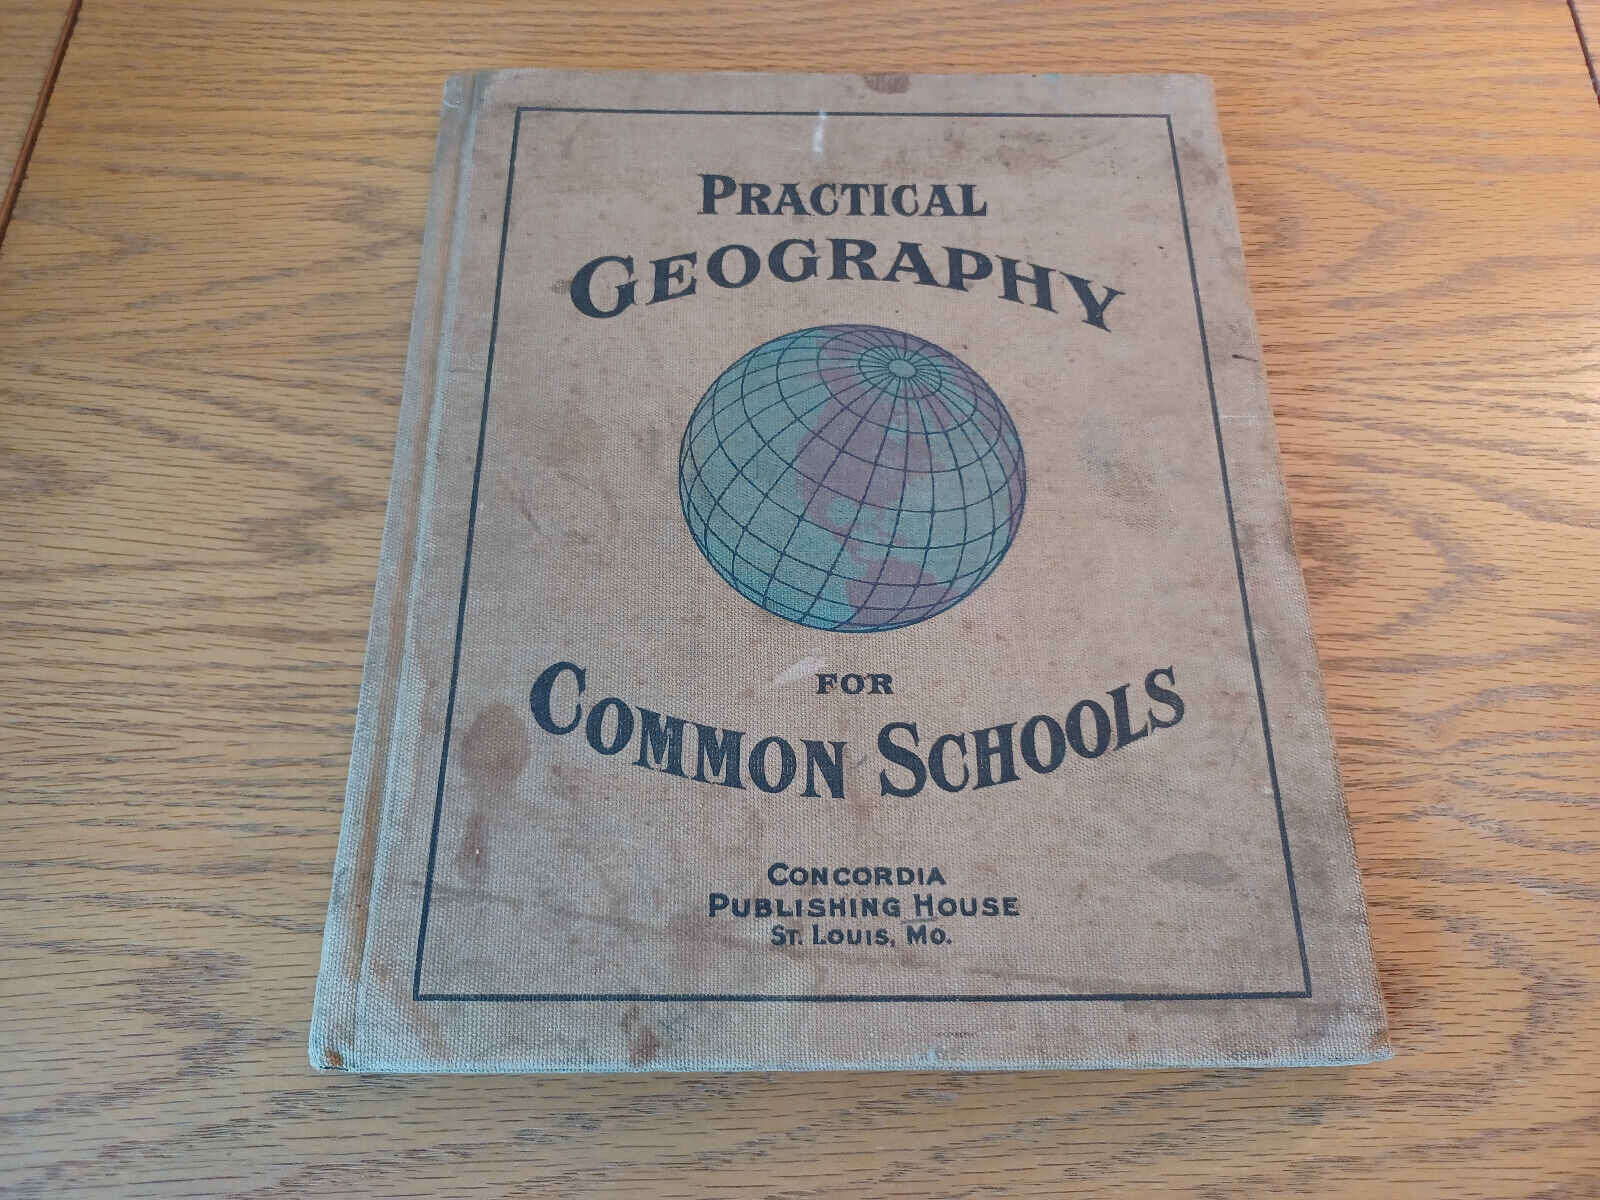 PRACTICAL
GEOGRAPHY
FOR
COMMON SCHOOLS
CONCORDIA
PUBLISHING HOUSE
ST. LOUIS, MO.